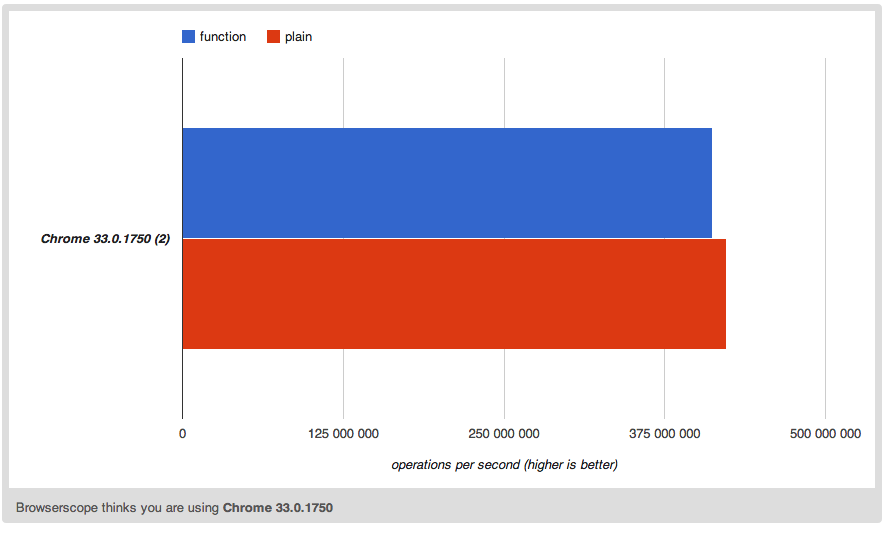 function plain
Chrome 33.0.1750 (2)
0 125 000 000 250 000 000 375 000 000 500 000 000
operations per second (higher is better)
Browserscope thinks you are using Chrome 33.0.1750